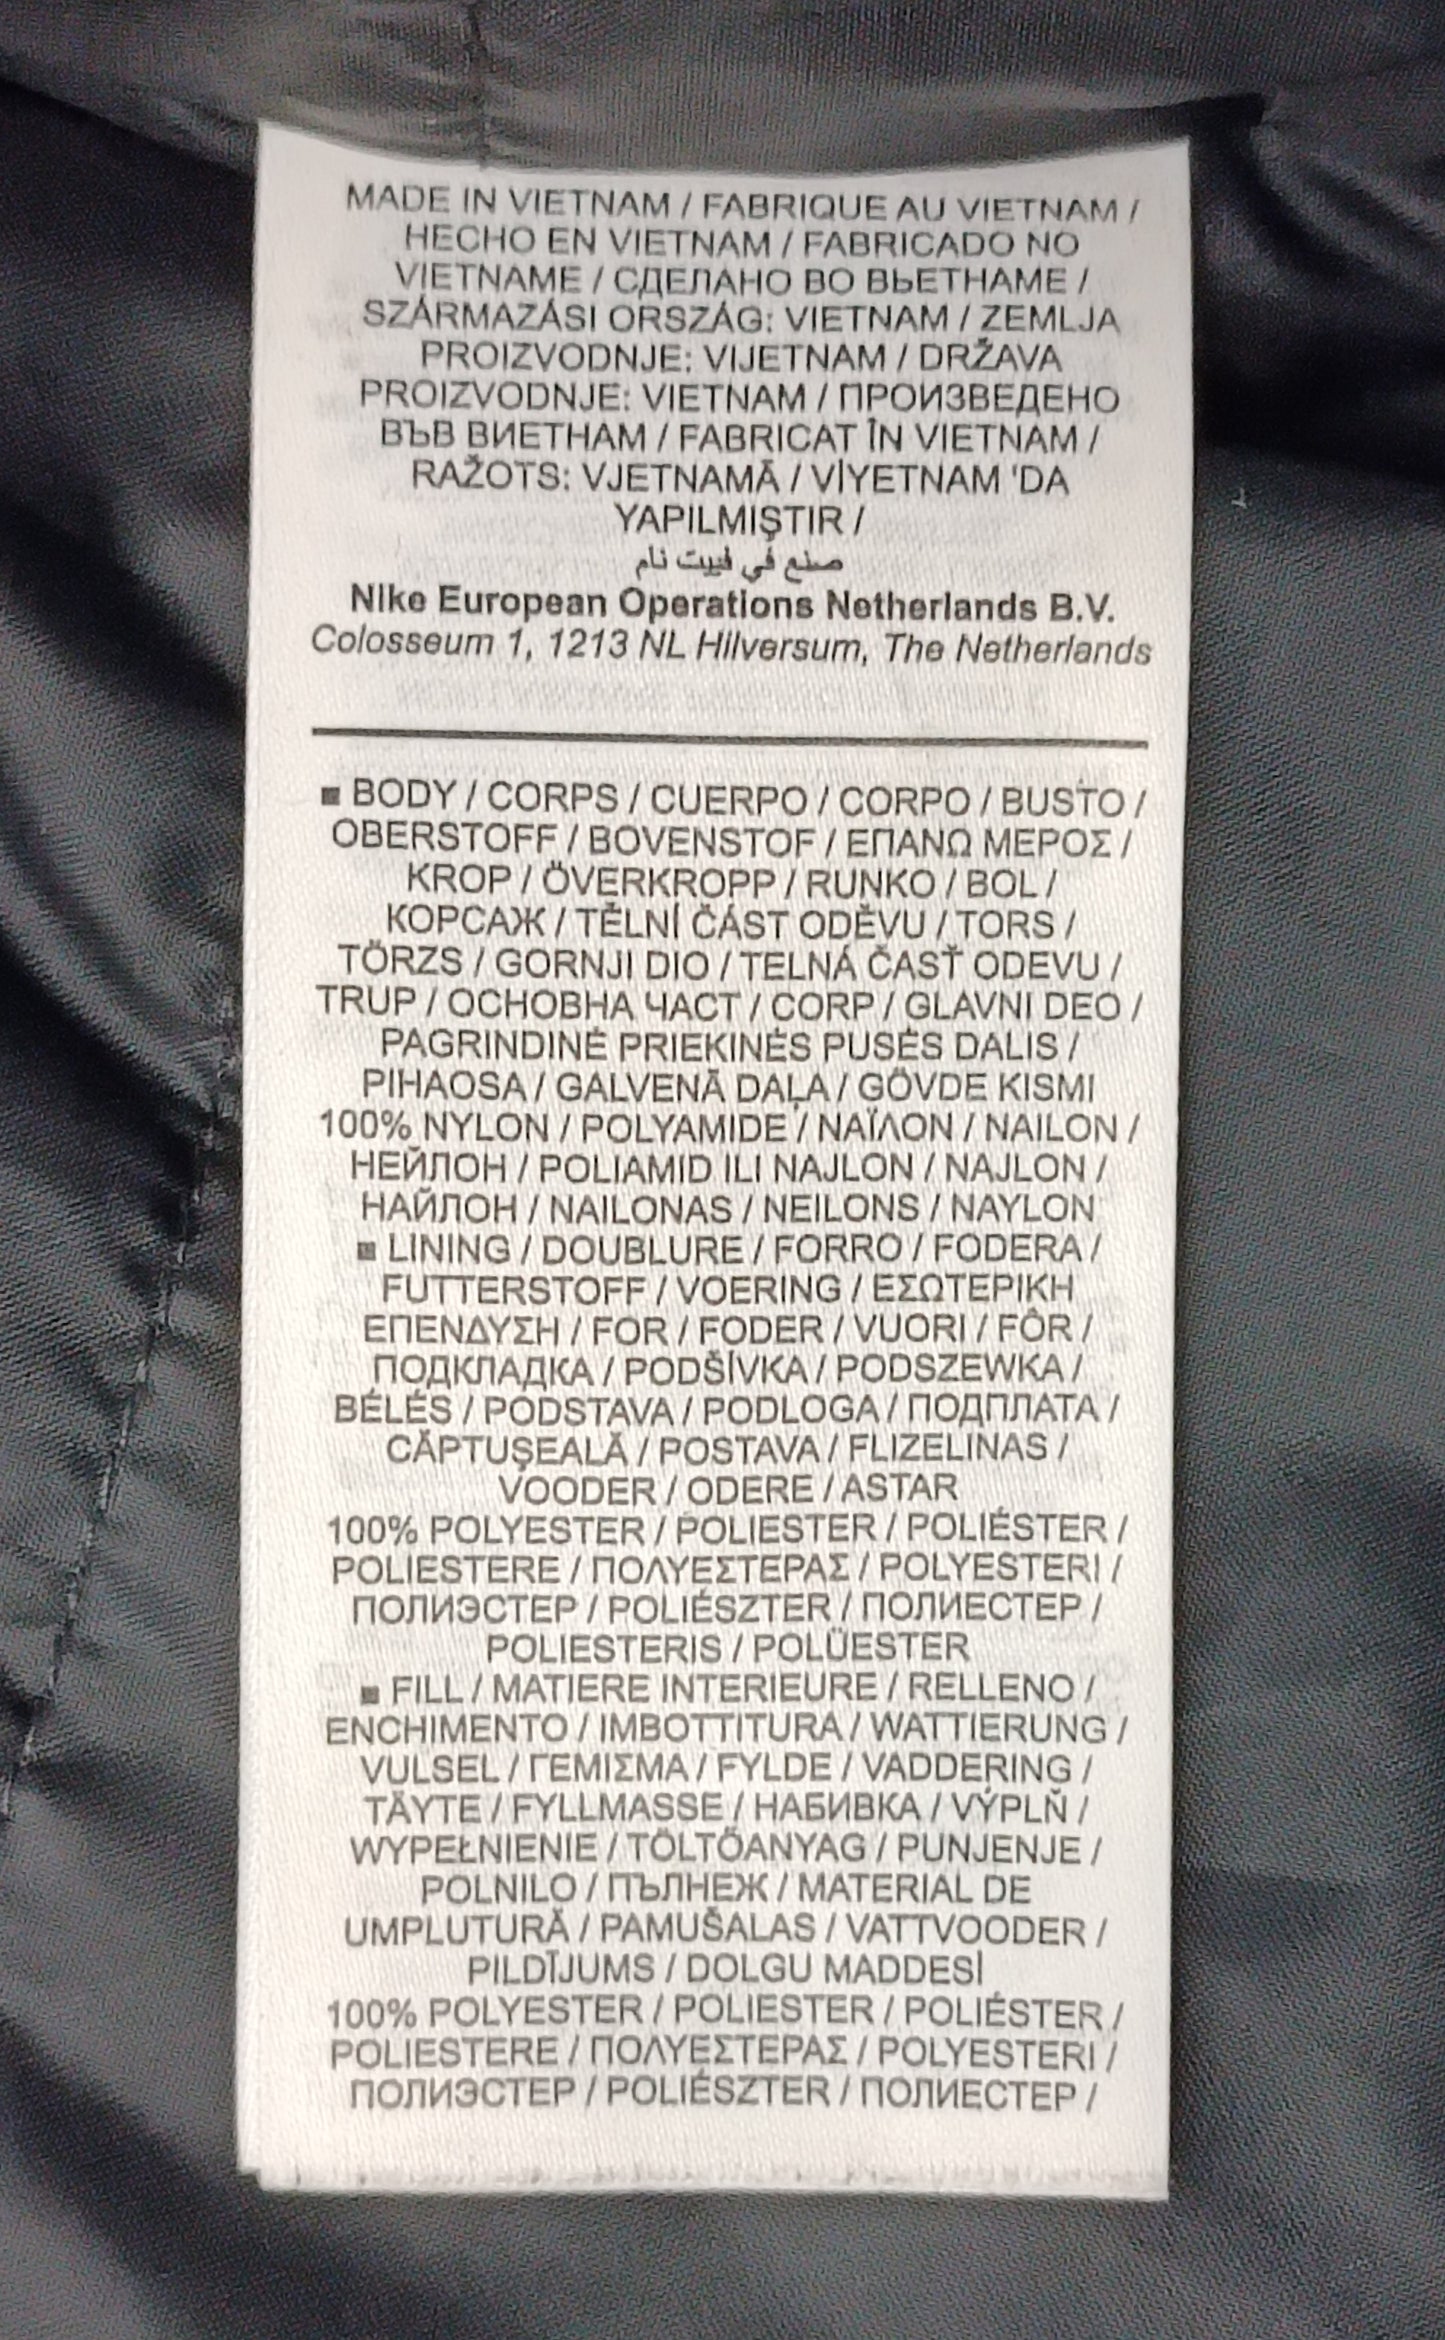 MADE IN VIETNAM / FABRIQUE AU VIETNAM /
HECHO EN VIETNAM / FABRICADO NO
VIETNAME / СДЕЛАНО ВО ВЬЕТНАМЕ /
SZÁRMAZÁSI ORSZÁG: VIETNAM / ZEMLJA
PROIZVODNJE: VIJETNAM / DRŽAVA
PROIZVODNJE: VIETNAM / ПРОИЗВЕДЕНО
ВЪВ ВИЕТНАМ / FABRICAT ÎN VIETNAM /
RAŽOTS: VJETNAMĀ / VİYETNAM 'DA
YAPILMIŞTIR /
صنع في فييت نام
Nike European Operations Netherlands B.V.
Colosseum 1, 1213 NL Hilversum, The Netherlands
■ BODY / CORPS / CUERPO / CORPO / BUSTO /
OBERSTOFF / BOVENSTOF / ΕΠΑΝΩ ΜΕΡΟΣ /
KROP / ÖVERKROPP / RUNKO / BOL /
КОРСАЖ / TĚLNÍ ČÁST ODĚVU / TORS /
TÖRZS / GORNJI DIO / TELNÁ ČASŤ ODEVU /
TRUP / ОСНОВНА ЧАСТ / CORP / GLAVNI DEO /
PAGRINDINĖ PRIEKINĖS PUSĖS DALIS /
PIHAOSA / GALVENĀ DAĻA / GÖVDE KISMI
100% NYLON / POLYAMIDE / ΝΑΪΛΟΝ / NAILON /
НЕЙЛОН / POLIAMID ILI NAJLON / NAJLON /
НАЙЛОН / NAILONAS / NEILONS / NAYLON
■ LINING / DOUBLURE / FORRO / FODERA /
FUTTERSTOFF / VOERING / ΕΣΩΤΕΡΙΚΗ
ΕΠΕΝΔΥΣΗ / FOR / FODER / VUORI / FÔR /
ПОДКЛАДКА / PODŠÍVKA / PODSZEWKA /
BÉLÉS / PODSTAVA / PODLOGA / ПОДПЛАТА /
CĂPTUŞEALĂ / POSTAVA / FLIZELINAS /
VOODER / ODERE / ASTAR
100% POLYESTER / POLIESTER / POLIÉSTER /
POLIESTERE / ΠΟΛΥΕΣΤΕΡΑΣ / POLYESTERI /
ПОЛИЭСТЕР / POLIÉSZTER / ПОЛИЕСТЕР /
POLIESTERIS / POLÜESTER
■ FILL / MATIERE INTERIEURE / RELLENO /
ENCHIMENTO / IMBOTTITURA / WATTIERUNG /
VULSEL / ΓΕΜΙΣΜΑ / FYLDE / VADDERING /
TÄYTE / FYLLMASSE / НАБИВКА / VÝPLŇ /
WYPEŁNIENIE / TÖLTŐANYAG / PUNJENJE /
POLNILO / ПЪЛНЕЖ / MATERIAL DE
UMPLUTURĂ / PAMUŠALAS / VATTVOODER /
PILDĪJUMS / DOLGU MADDESİ
100% POLYESTER / POLIESTER / POLIÉSTER /
POLIESTERE / ΠΟΛΥΕΣΤΕΡΑΣ / POLYESTERI /
ПОЛИЭСТЕР / POLIÉSZTER / ПОЛИЕСТЕР /